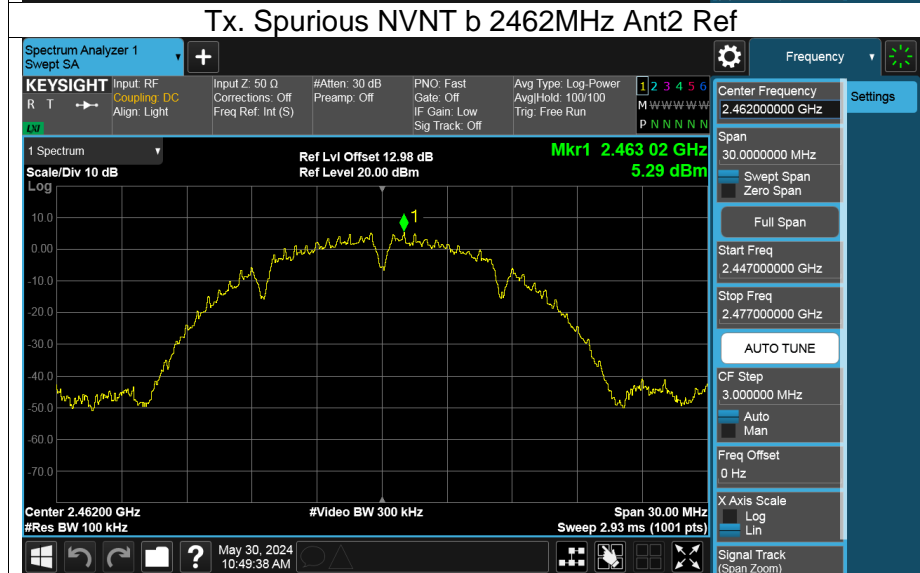 Tx. Spurious NVNT b 2462MHz Ant2 Ref
Spectrum Analyzer 1
Swept SA
+
Frequency
KEYSIGHT
R T
LXI
Input: RF
Coupling: DC
Align: Light
Input Z: 50 Ω
Corrections: Off
Freq Ref: Int (S)
#Atten: 30 dB
Preamp: Off
PNO: Fast
Gate: Off
IF Gain: Low
Sig Track: Off
Avg Type: Log-Power
Avg|Hold: 100/100
Trig: Free Run
1 2 3 4 5 6
M W W W W W
P N N N N N
1 Spectrum
Scale/Div 10 dB
Log
Ref Lvl Offset 12.98 dB
Ref Level 20.00 dBm
Mkr1 2.463 02 GHz
5.29 dBm
1
10.0
0.00
-10.0
-20.0
-30.0
-40.0
-50.0
-60.0
-70.0
Center 2.46200 GHz
#Res BW 100 kHz
#Video BW 300 kHz
Span 30.00 MHz
Sweep 2.93 ms (1001 pts)
?
May 30, 2024
10:49:38 AM
Center Frequency
2.462000000 GHz
Settings
Span
30.0000000 MHz
Swept Span
Zero Span
Full Span
Start Freq
2.447000000 GHz
Stop Freq
2.477000000 GHz
AUTO TUNE
CF Step
3.000000 MHz
Auto
Man
Freq Offset
0 Hz
X Axis Scale
Log
Lin
Signal Track
(Span Zoom)